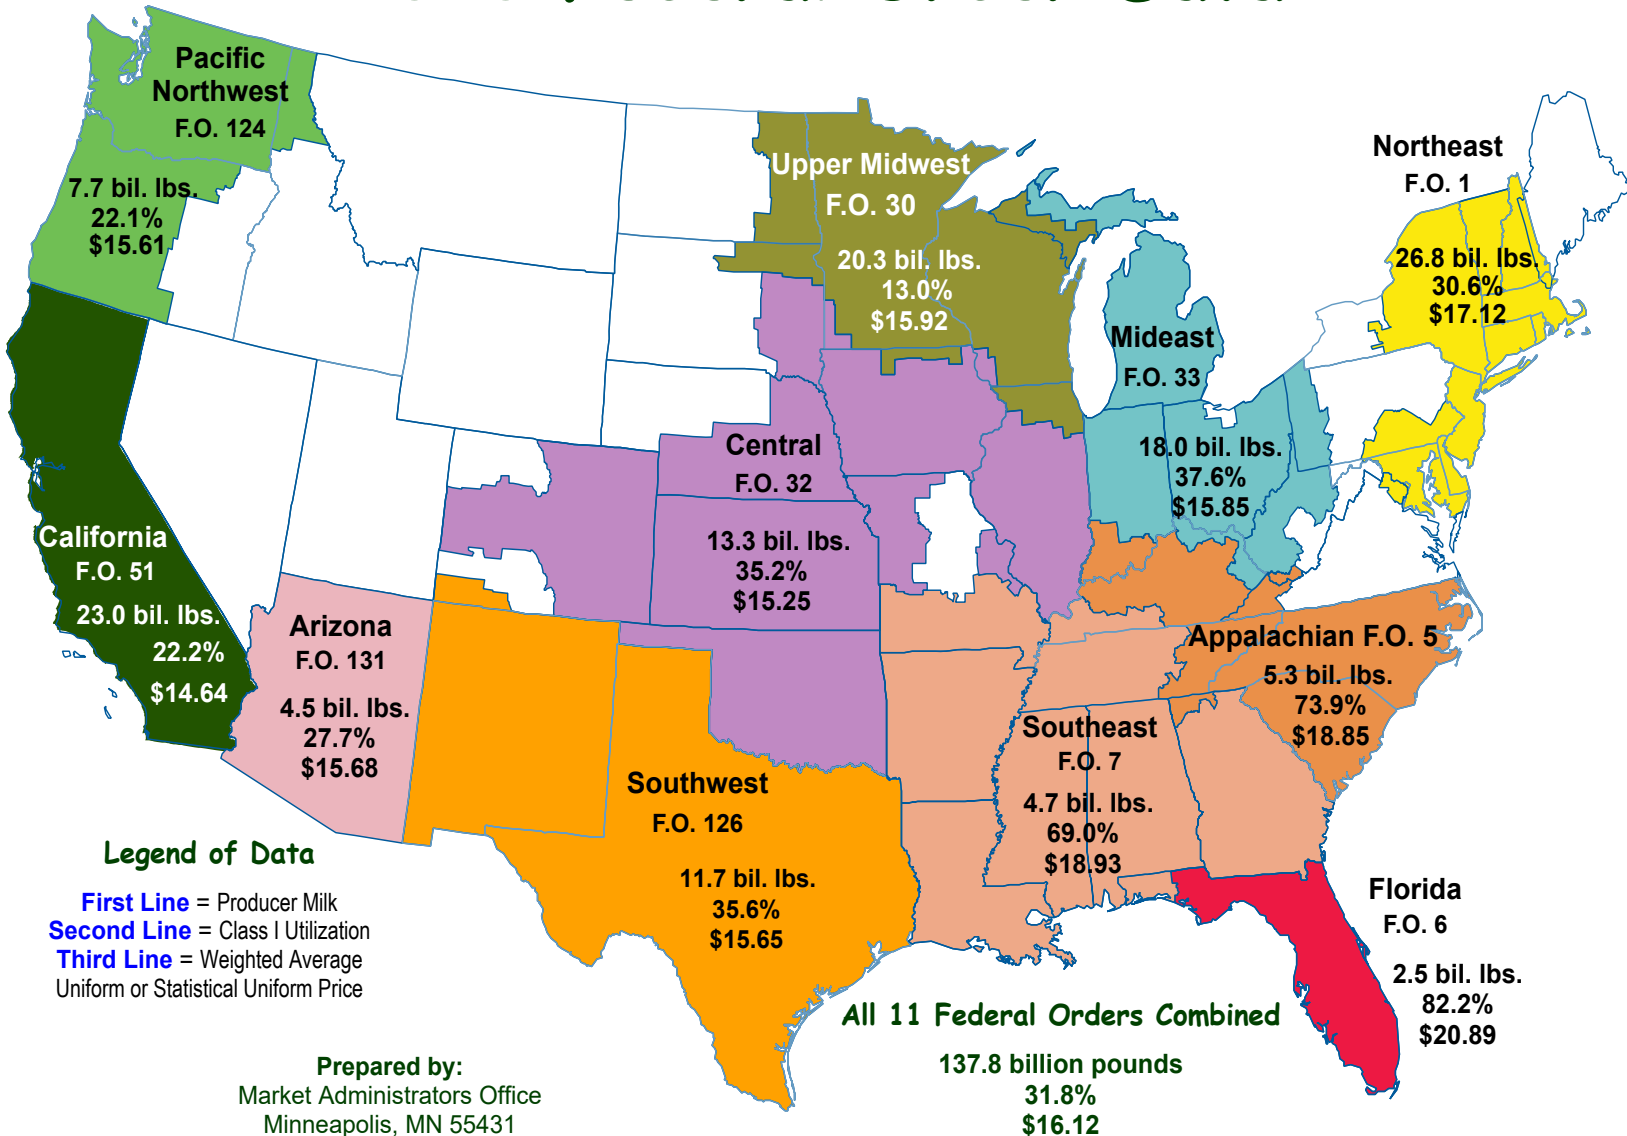 Pacific
Northwest
F.O. 124
7.7 bil. lbs.
22.1%
$15.61
Upper Midwest
F.O. 30
20.3 bil. lbs.
13.0%
$15.92
Northeast
F.O. 1
26.8 bil. lbs.
30.6%
$17.12
Mideast
F.O. 33
18.0 bil. lbs.
37.6%
$15.85
Central
F.O. 32
13.3 bil. lbs.
35.2%
$15.25
California
F.O. 51
23.0 bil. lbs.
22.2%
$14.64
Arizona
F.O. 131
4.5 bil. lbs.
27.7%
$15.68
Appalachian F.O. 5
5.3 bil. lbs.
73.9%
$18.85
Southeast
F.O. 7
4.7 bil. lbs.
69.0%
$18.93
Southwest
F.O. 126
11.7 bil. lbs.
35.6%
$15.65
Florida
F.O. 6
2.5 bil. lbs.
82.2%
$20.89
Legend of Data
First Line = Producer Milk
Second Line = Class I Utilization
Third Line = Weighted Average
Uniform or Statistical Uniform Price
All 11 Federal Orders Combined
137.8 billion pounds
31.8%
$16.12
Prepared by:
Market Administrators Office
Minneapolis, MN 55431